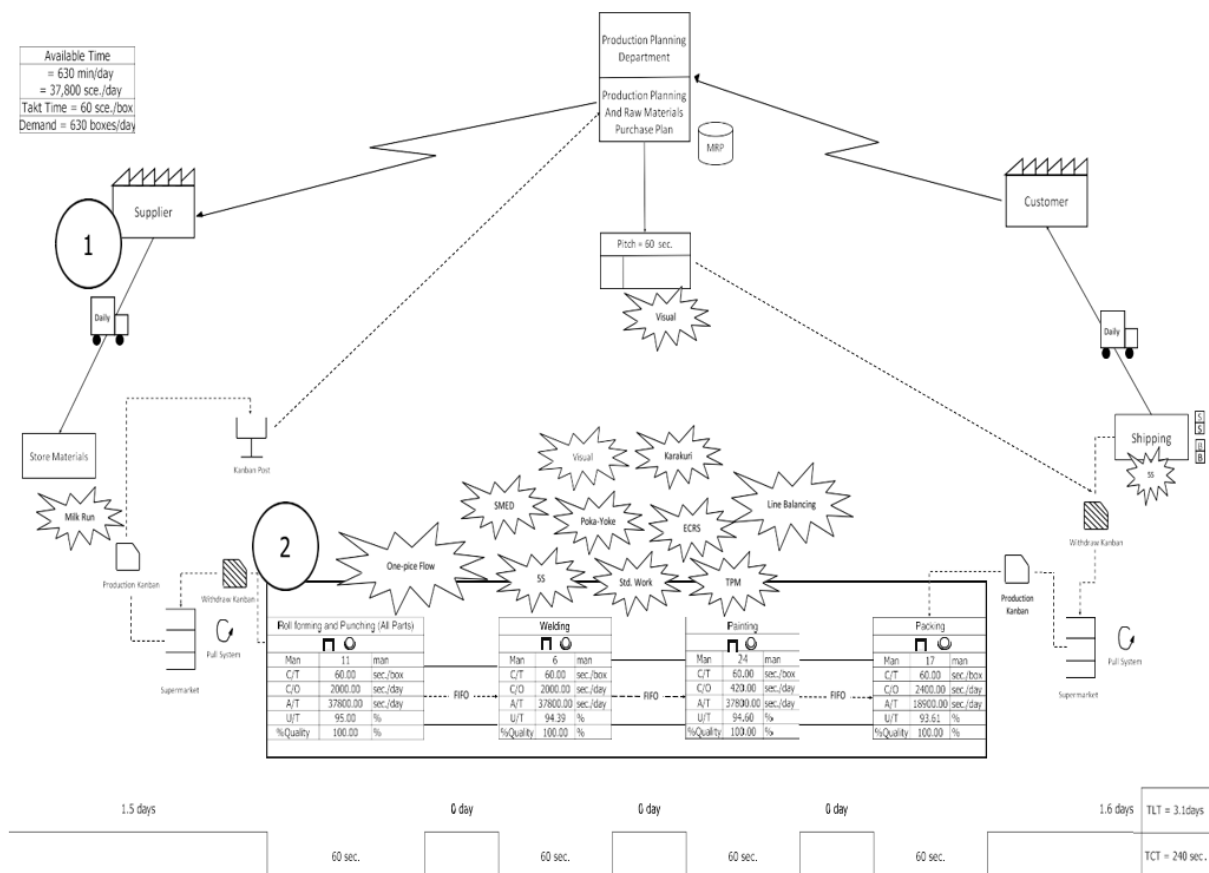 Available Time
= 630 min/day
= 37,800 sce./day
Takt Time = 60 sce./box
Demand = 630 boxes/day
Production Planning
Department
Production Planning
And Raw Materials
Purchase Plan
MRP
Supplier
1
Customer
Pitch = 60 sec.
Visual
Daily
Daily
Store Materials
Kanban Post
Shipping
S
S
B
B
5S
Milk Run
Visual
Karakuri
SMED
Poka-Yoke
ECRS
Line Balancing
2
One-pice Flow
5S
Std. Work
TPM
Production Kanban
Withdraw Kanban
Pull System
Supermarket
Withdraw Kanban
Production
Kanban
Pull System
Supermarket
Roll forming and Punching (All Parts)
Man 11 man
C/T 60.00 sec./box
C/O 2000.00 sec./day
A/T 37800.00 sec./day
U/T 95.00 %
%Quality 100.00 %
FIFO
Welding
Man 6 man
C/T 60.00 sec./box
C/O 2000.00 sec./day
A/T 37800.00 sec./day
U/T 94.39 %
%Quality 100.00 %
FIFO
Painting
Man 24 man
C/T 60.00 sec./box
C/O 420.00 sec./day
A/T 37800.00 sec./day
U/T 94.60 %
%Quality 100.00 %
FIFO
Packing
Man 17 man
C/T 60.00 sec./box
C/O 2400.00 sec./day
A/T 18900.00 sec./day
U/T 93.61 %
%Quality 100.00 %
1.5 days 0 day 0 day 0 day 1.6 days TLT = 3.1days
60 sec. 60 sec. 60 sec. 60 sec. TCT = 240 sec.